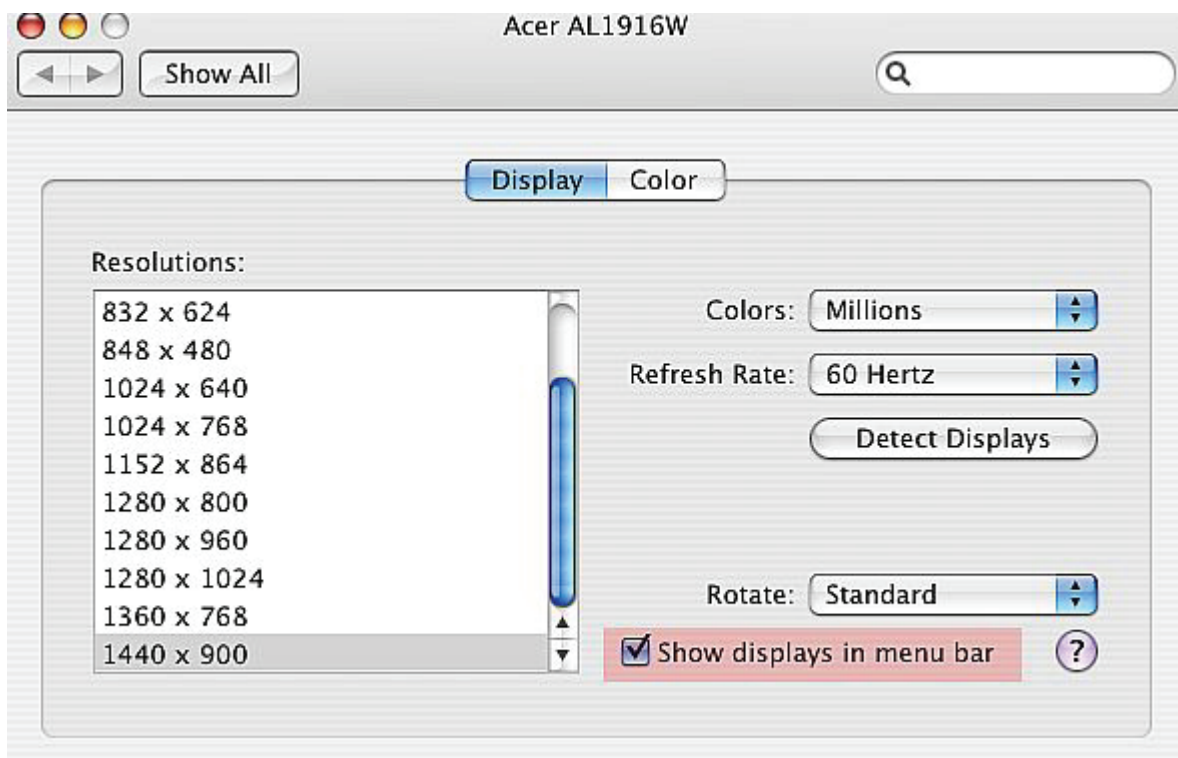 Acer AL1916W
Show All
Display Color
Resolutions:
832 x 624
848 x 480
1024 x 640
1024 x 768
1152 x 864
1280 x 800
1280 x 960
1280 x 1024
1360 x 768
1440 x 900
Colors: Millions
Refresh Rate: 60 Hertz
Detect Displays
Rotate: Standard
Show displays in menu bar ?